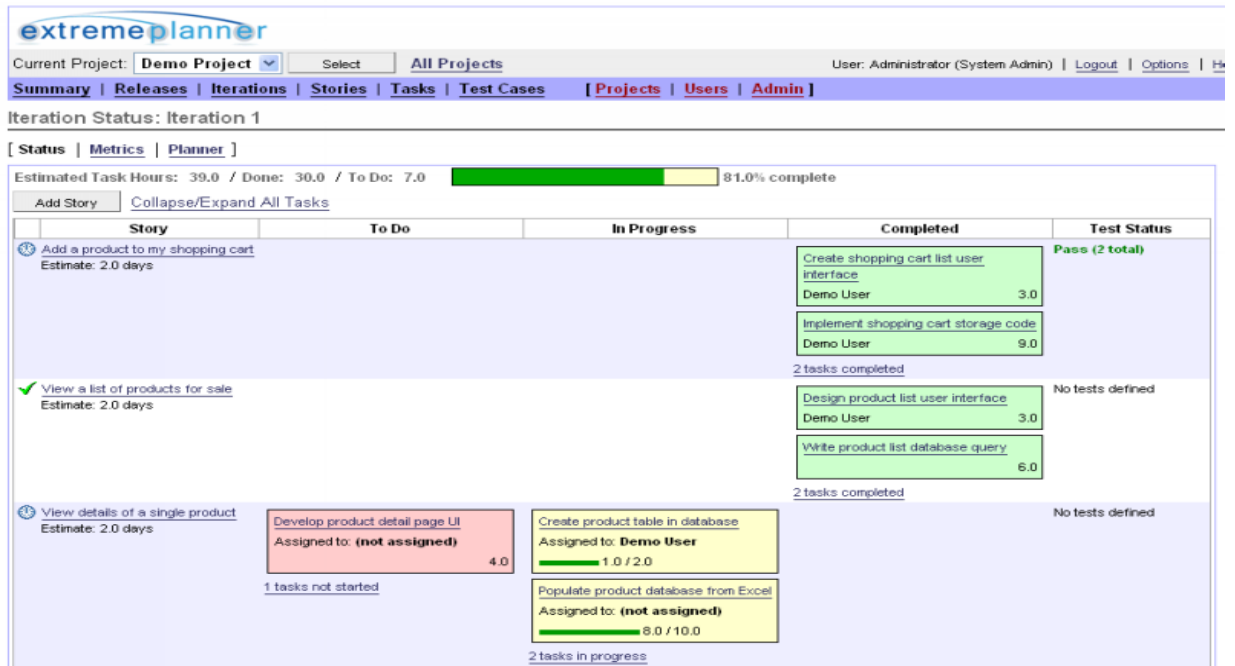 extremeplanner
Current Project: Demo Project Select All Projects User: Administrator (System Admin) | Logout | Options |
Summary | Releases | Iterations | Stories | Tasks | Test Cases [ Projects | Users | Admin ]
Iteration Status: Iteration 1
[ Status | Metrics | Planner ]
Estimated Task Hours: 39.0 / Done: 30.0 / To Do: 7.0 81.0% complete
Add Story Collapse/Expand All Tasks
Story To Do In Progress Completed Test Status
Add a product to my shopping cart
Estimate: 2.0 days
Create shopping cart list user
interface
Demo User 3.0
Implement shopping cart storage code
Demo User 9.0
2 tasks completed
Pass (2 total)
View a list of products for sale
Estimate: 2.0 days
Design product list user interface
Demo User 3.0
Write product list database query
6.0
2 tasks completed
No tests defined
View details of a single product
Estimate: 2.0 days
Develop product detail page UI
Assigned to: (not assigned)
4.0
1 tasks not started
Create product table in database
Assigned to: Demo User
1.0 / 2.0
Populate product database from Excel
Assigned to: (not assigned)
8.0 / 10.0
2 tasks in progress
No tests defined